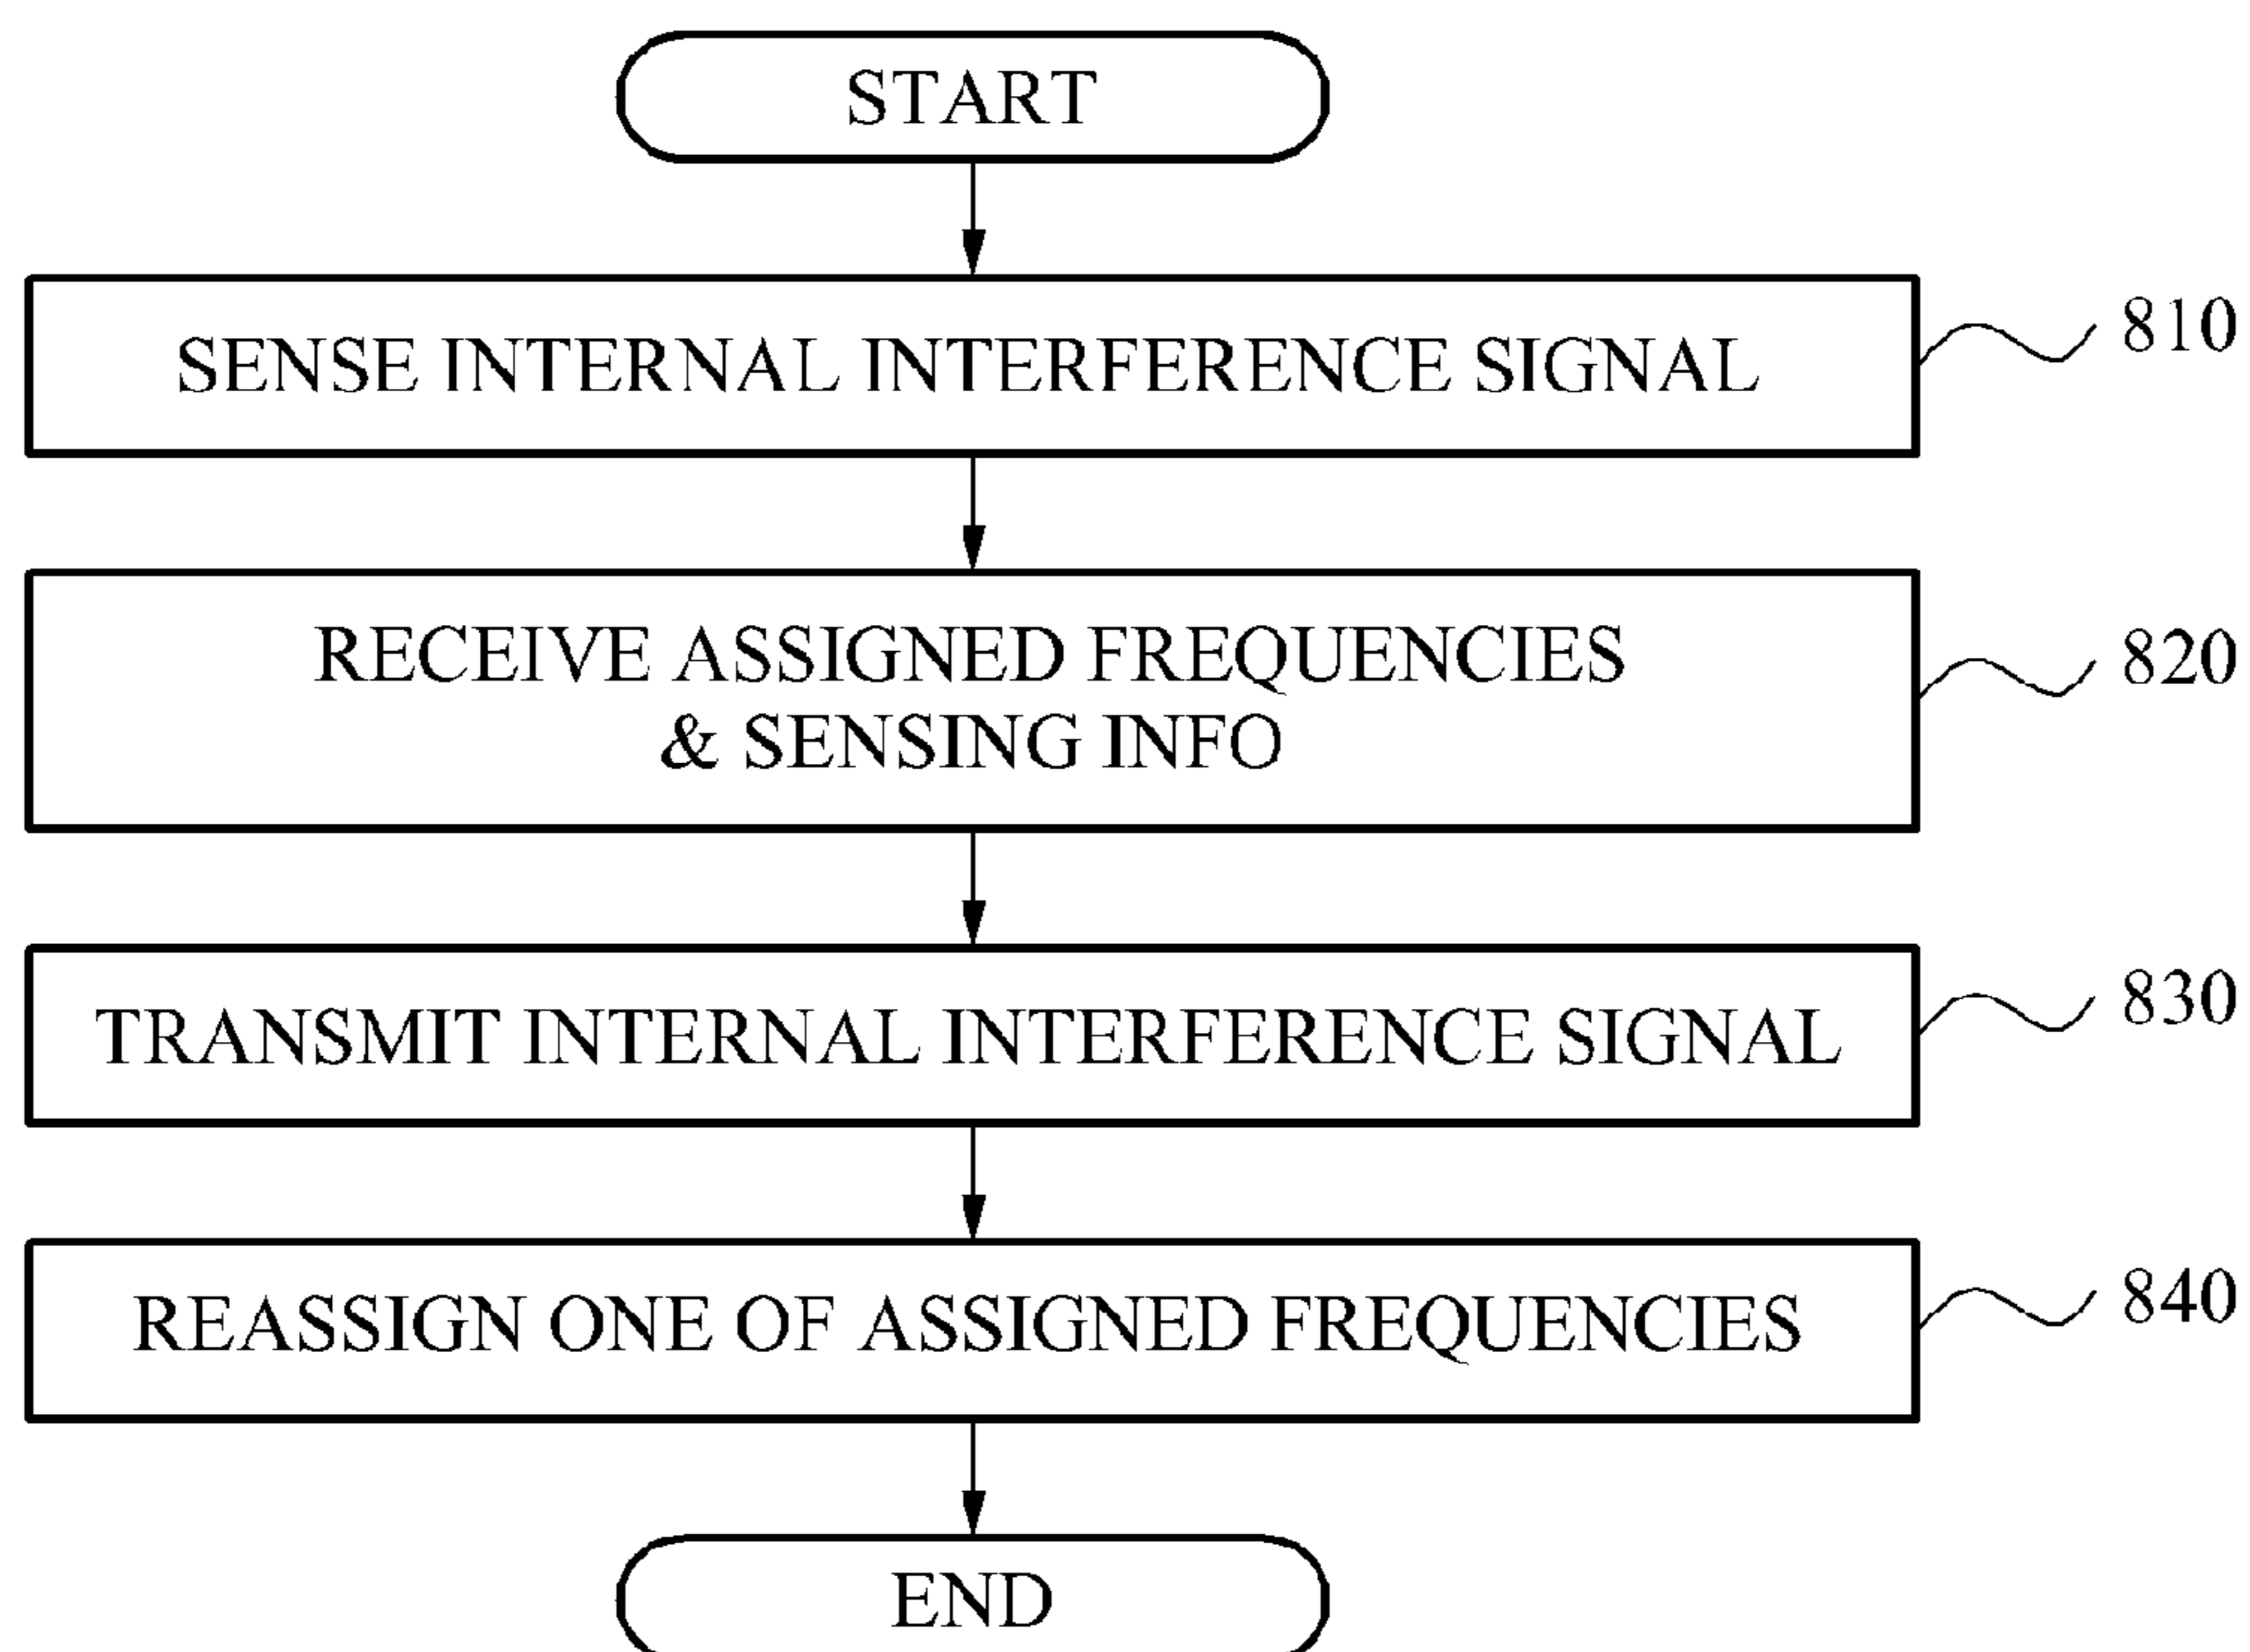 START
SENSE INTERNAL INTERFERENCE SIGNAL
810
RECEIVE ASSIGNED FREQUENCIES
& SENSING INFO
820
TRANSMIT INTERNAL INTERFERENCE SIGNAL
830
REASSIGN ONE OF ASSIGNED FREQUENCIES
840
END